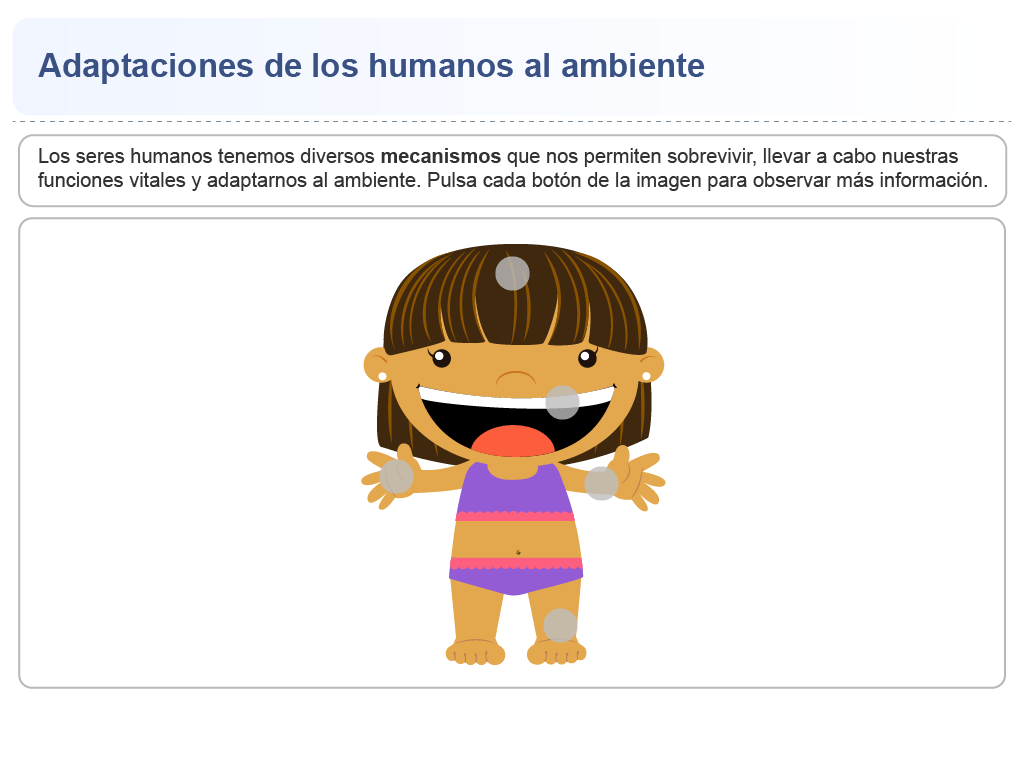 Adaptaciones de los humanos al ambiente
Los seres humanos tenemos diversos mecanismos que nos permiten sobrevivir, llevar a cabo nuestras
funciones vitales y adaptarnos al ambiente. Pulsa cada botón de la imagen para observar más información.